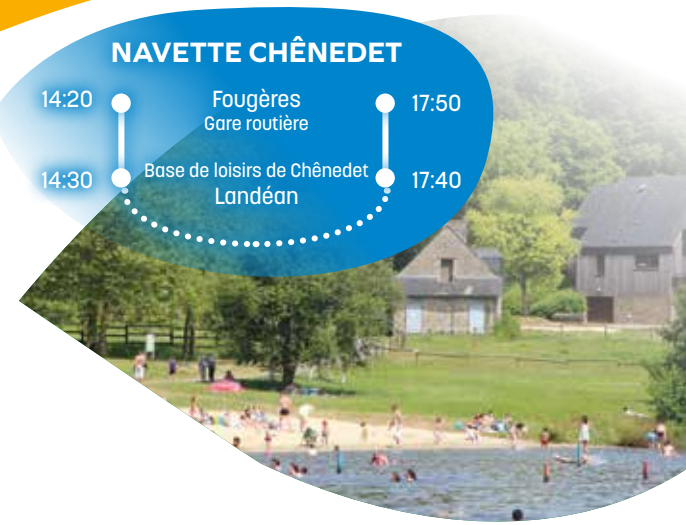 NAVETTE CHÊNEDET
14:20 Fougères 17:50
Gare routière
14:30 Base de loisirs de Chênedet 17:40
Landéan